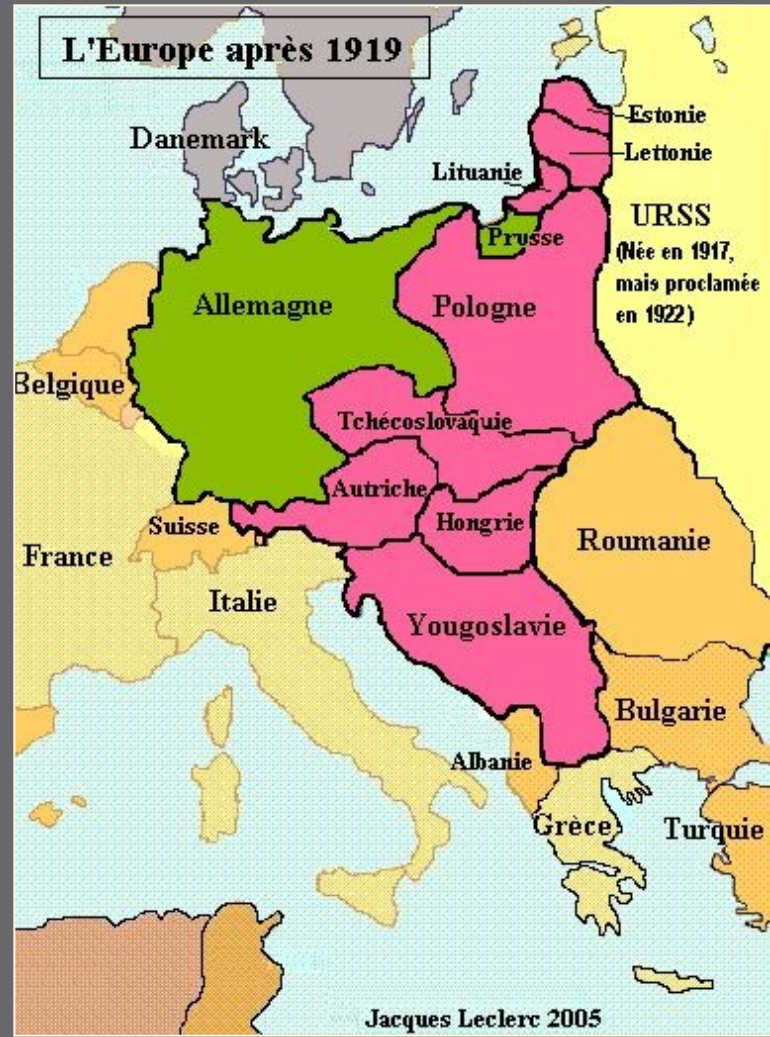 L'Europe après 1919
Danemark
Estonie
Lettonie
Lituanie
URSS
(Née en 1917,
mais proclamée
en 1922)
Prusse
Allemagne
Pologne
Belgique
Tchécoslovaquie
Autriche
Hongrie
Suisse
France
Italie
Roumanie
Yougoslavie
Bulgarie
Albanie
Grèce
Turquie
Jacques Leclerc 2005